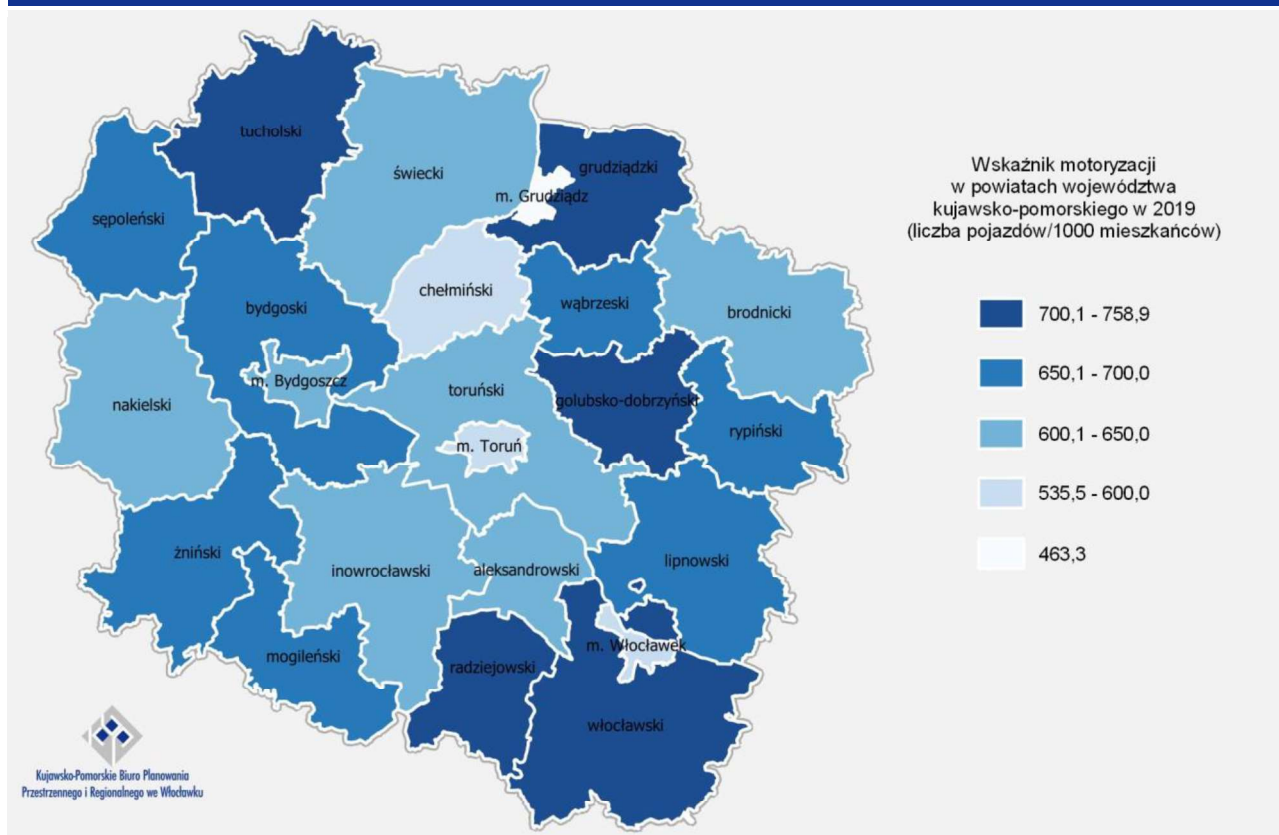 tucholski
świecki
grudziądzki
m. Grudziądz
sępoleński
chełmiński
bydgoski
wąbrzeski
brodnicki
m. Bydgoszcz
toruński
nakielski
golubsko-dobrzyński
rypiński
m. Toruń
żniński
inowrocławski
aleksandrowski
lipnowski
m. Włocławek
mogileński
radziejowski
włocławski
Wskaźnik motoryzacji
w powiatach województwa
kujawsko-pomorskiego w 2019
(liczba pojazdów/1000 mieszkańców)
700,1 - 758,9
650,1 - 700,0
600,1 - 650,0
535,5 - 600,0
463,3
Kujawsko-Pomorskie Biuro Planowania
Przestrzennego i Regionalnego we Włocławku